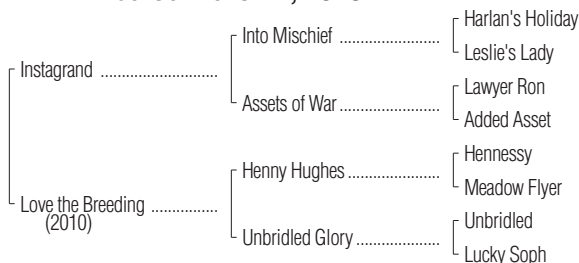 Harlan's Holiday
Into Mischief
Leslie's Lady
Instagrand
Lawyer Ron
Assets of War
Added Asset
Hennessy
Henny Hughes
Meadow Flyer
Love the Breeding
(2010)
Unbridled
Unbridled Glory
Lucky Soph